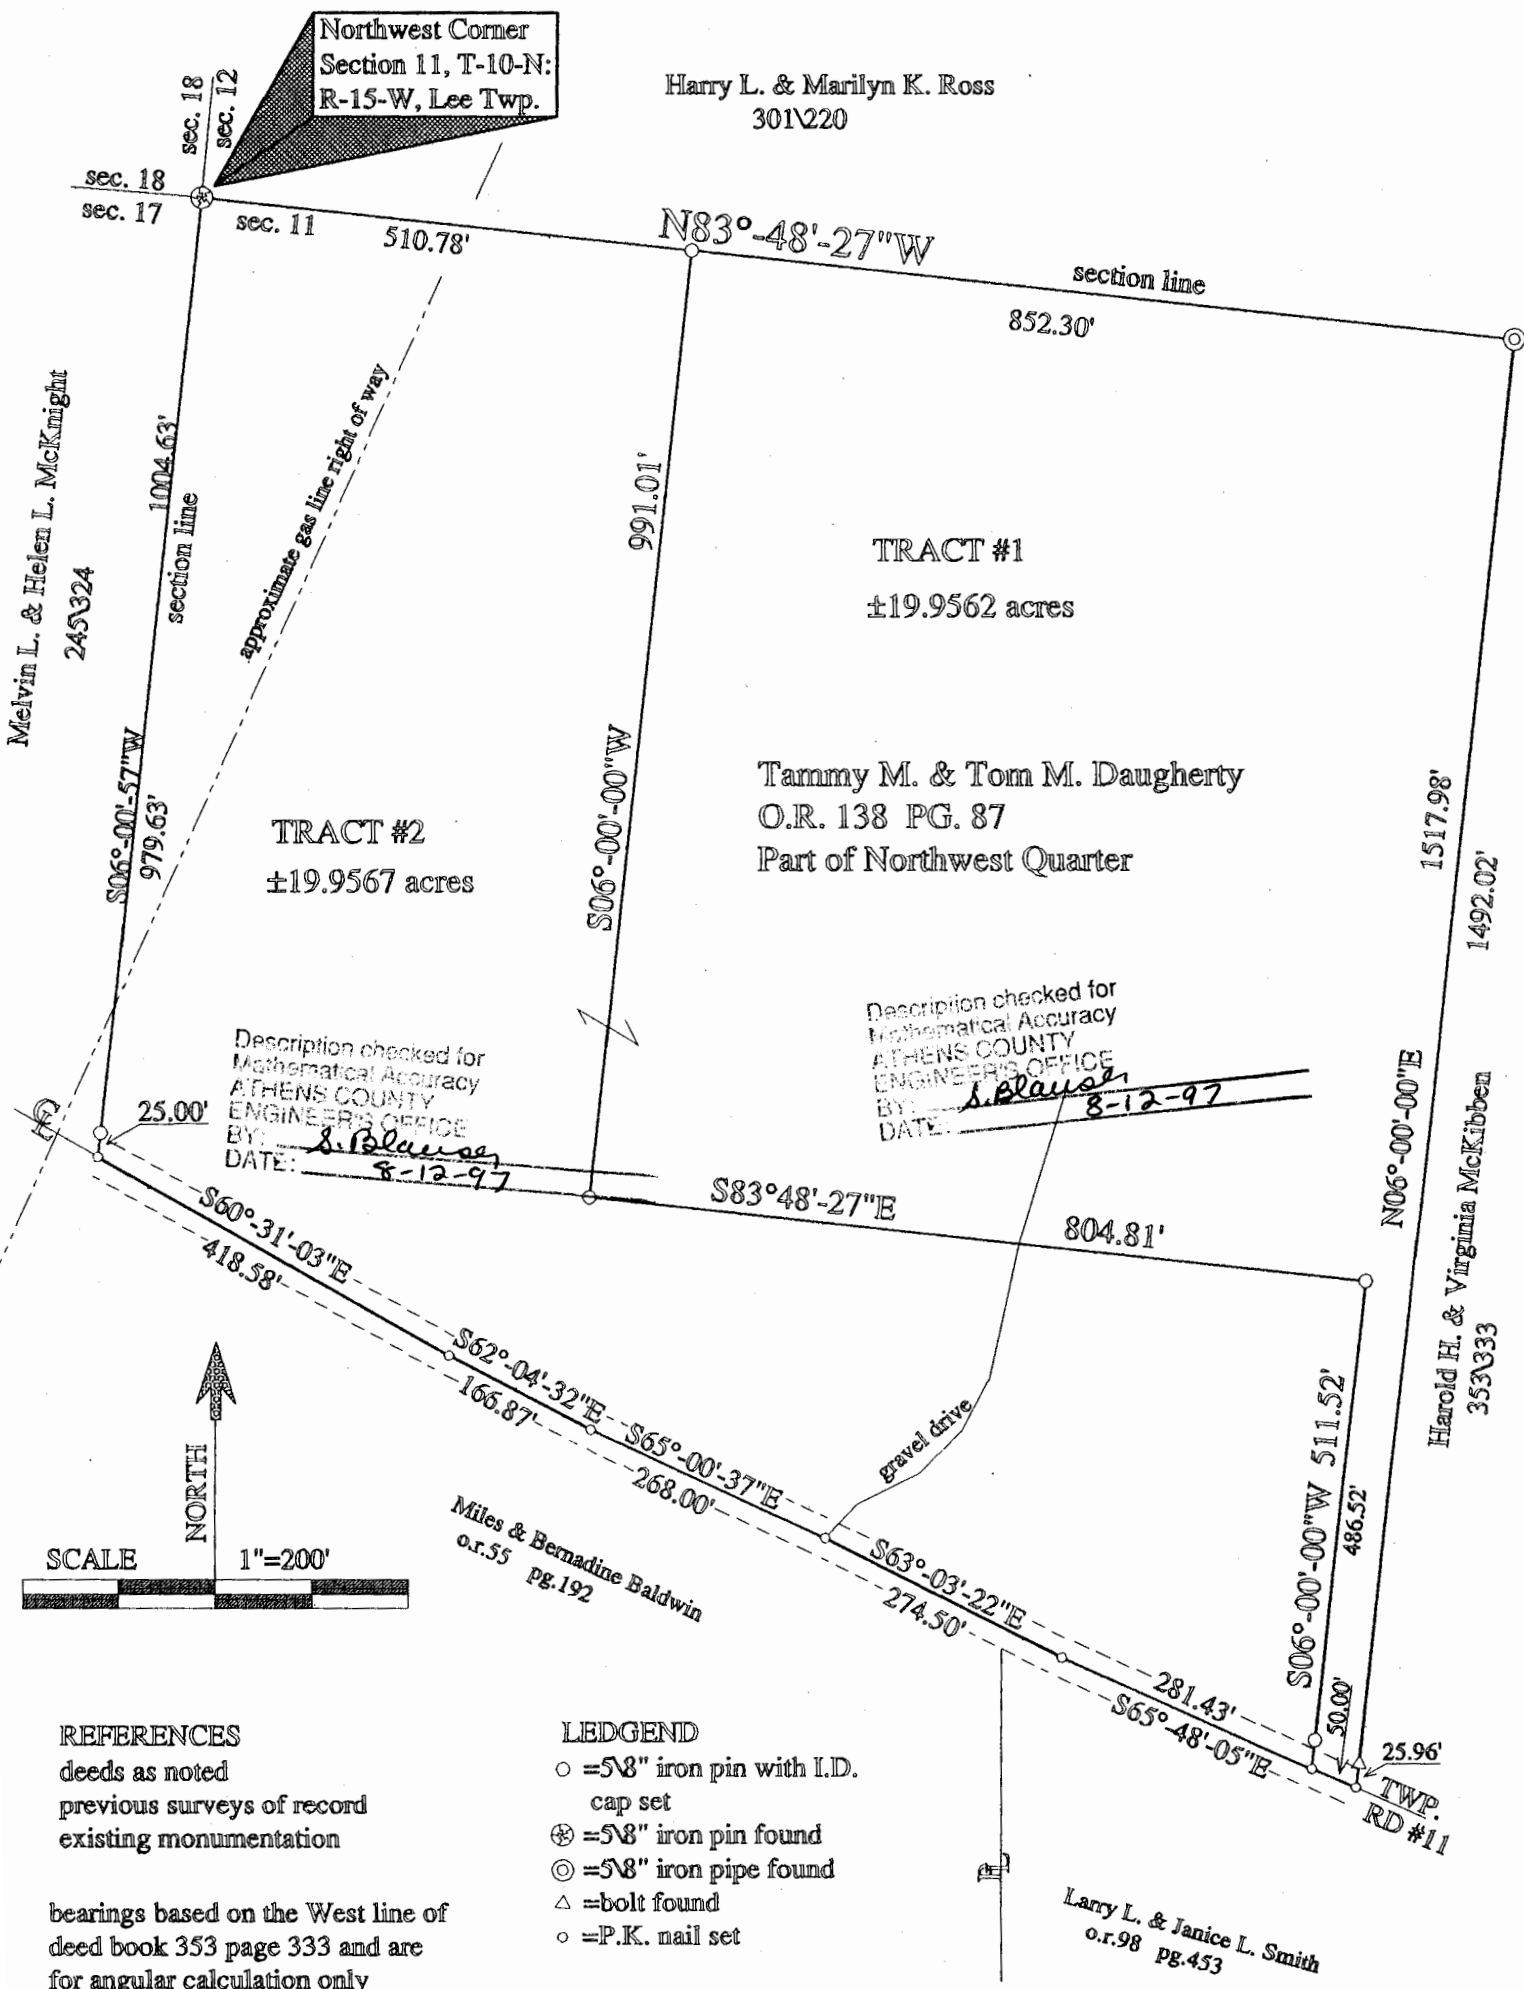 Northwest Corner
Section 11, T-10-N:
R-15-W, Lee Twp.
Harry L. & Marilyn K. Ross
301\220
sec. 18
sec. 12
sec. 18
sec. 17
sec. 11
510.78'
N83°-48'-27"W
section line
852.30'
Melvin L. & Helen L. McKnight
245\324
1004.63'
section line
S06°-00'-57"W
979.63'
approximate gas line right of way
991.01'
S06°-00'-00"W
TRACT #1
±19.9562 acres
Tammy M. & Tom M. Daugherty
O.R. 138 PG. 87
Part of Northwest Quarter
TRACT #2
±19.9567 acres
1517.98'
1492.02'
N06°-00'-00"E
Harold H. & Virginia McKibben
353\333
Description checked for
Mathematical Accuracy
ATHENS COUNTY
ENGINEER'S OFFICE
BY: S. Blauser
DATE: 8-12-97
Description checked for
Mathematical Accuracy
ATHENS COUNTY
ENGINEER'S OFFICE
BY: S. Blauser
DATE: 8-12-97
CL
25.00'
S83°48'-27"E
804.81'
S60°-31'-03"E
418.58'
S62°-04'-32"E
166.87'
S65°-00'-37"E
268.00'
gravel drive
S63°-03'-22"E
274.50'
281.43'
S65°-48'-05"E
S06°-00'-00"W 511.52'
486.52'
50.00'
25.96'
TWP.
RD #11
Miles & Bernadine Baldwin
o.r.55 pg.192
NORTH
SCALE 1"=200'
REFERENCES
deeds as noted
previous surveys of record
existing monumentation
bearings based on the West line of
deed book 353 page 333 and are
for angular calculation only
LEDGEND
=5\8" iron pin with I.D.
cap set
=5\8" iron pin found
=5\8" iron pipe found
=bolt found
=P.K. nail set
PL
Larry L. & Janice L. Smith
o.r.98 pg.453